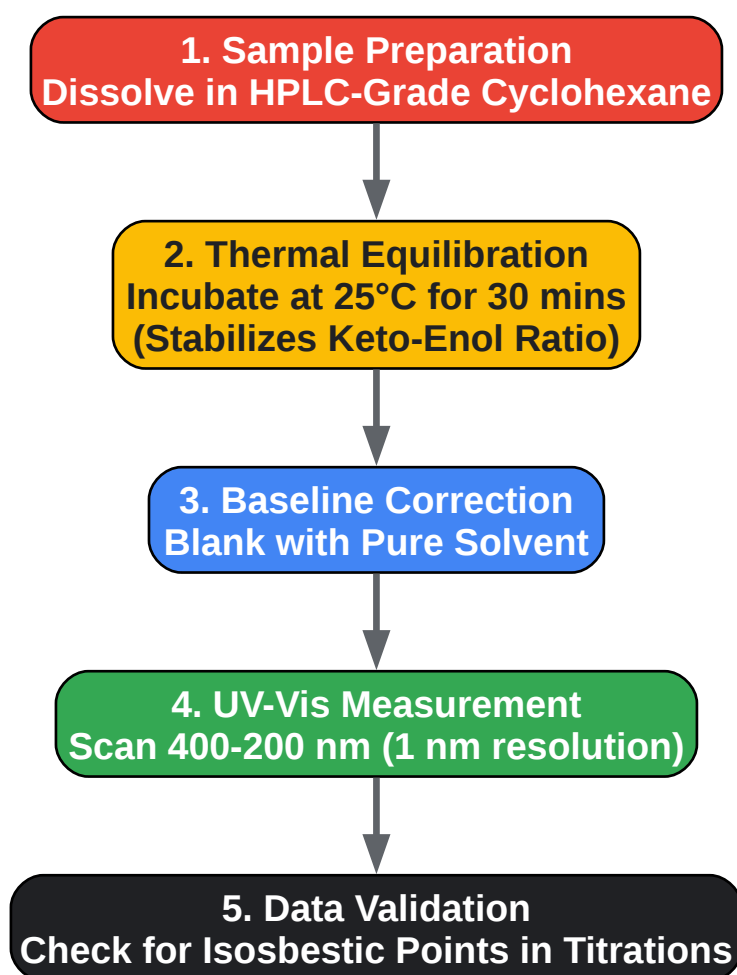 1. Sample Preparation
Dissolve in HPLC-Grade Cyclohexane
2. Thermal Equilibration
Incubate at 25°C for 30 mins
(Stabilizes Keto-Enol Ratio)
3. Baseline Correction
Blank with Pure Solvent
4. UV-Vis Measurement
Scan 400-200 nm (1 nm resolution)
5. Data Validation
Check for Isosbestic Points in Titrations